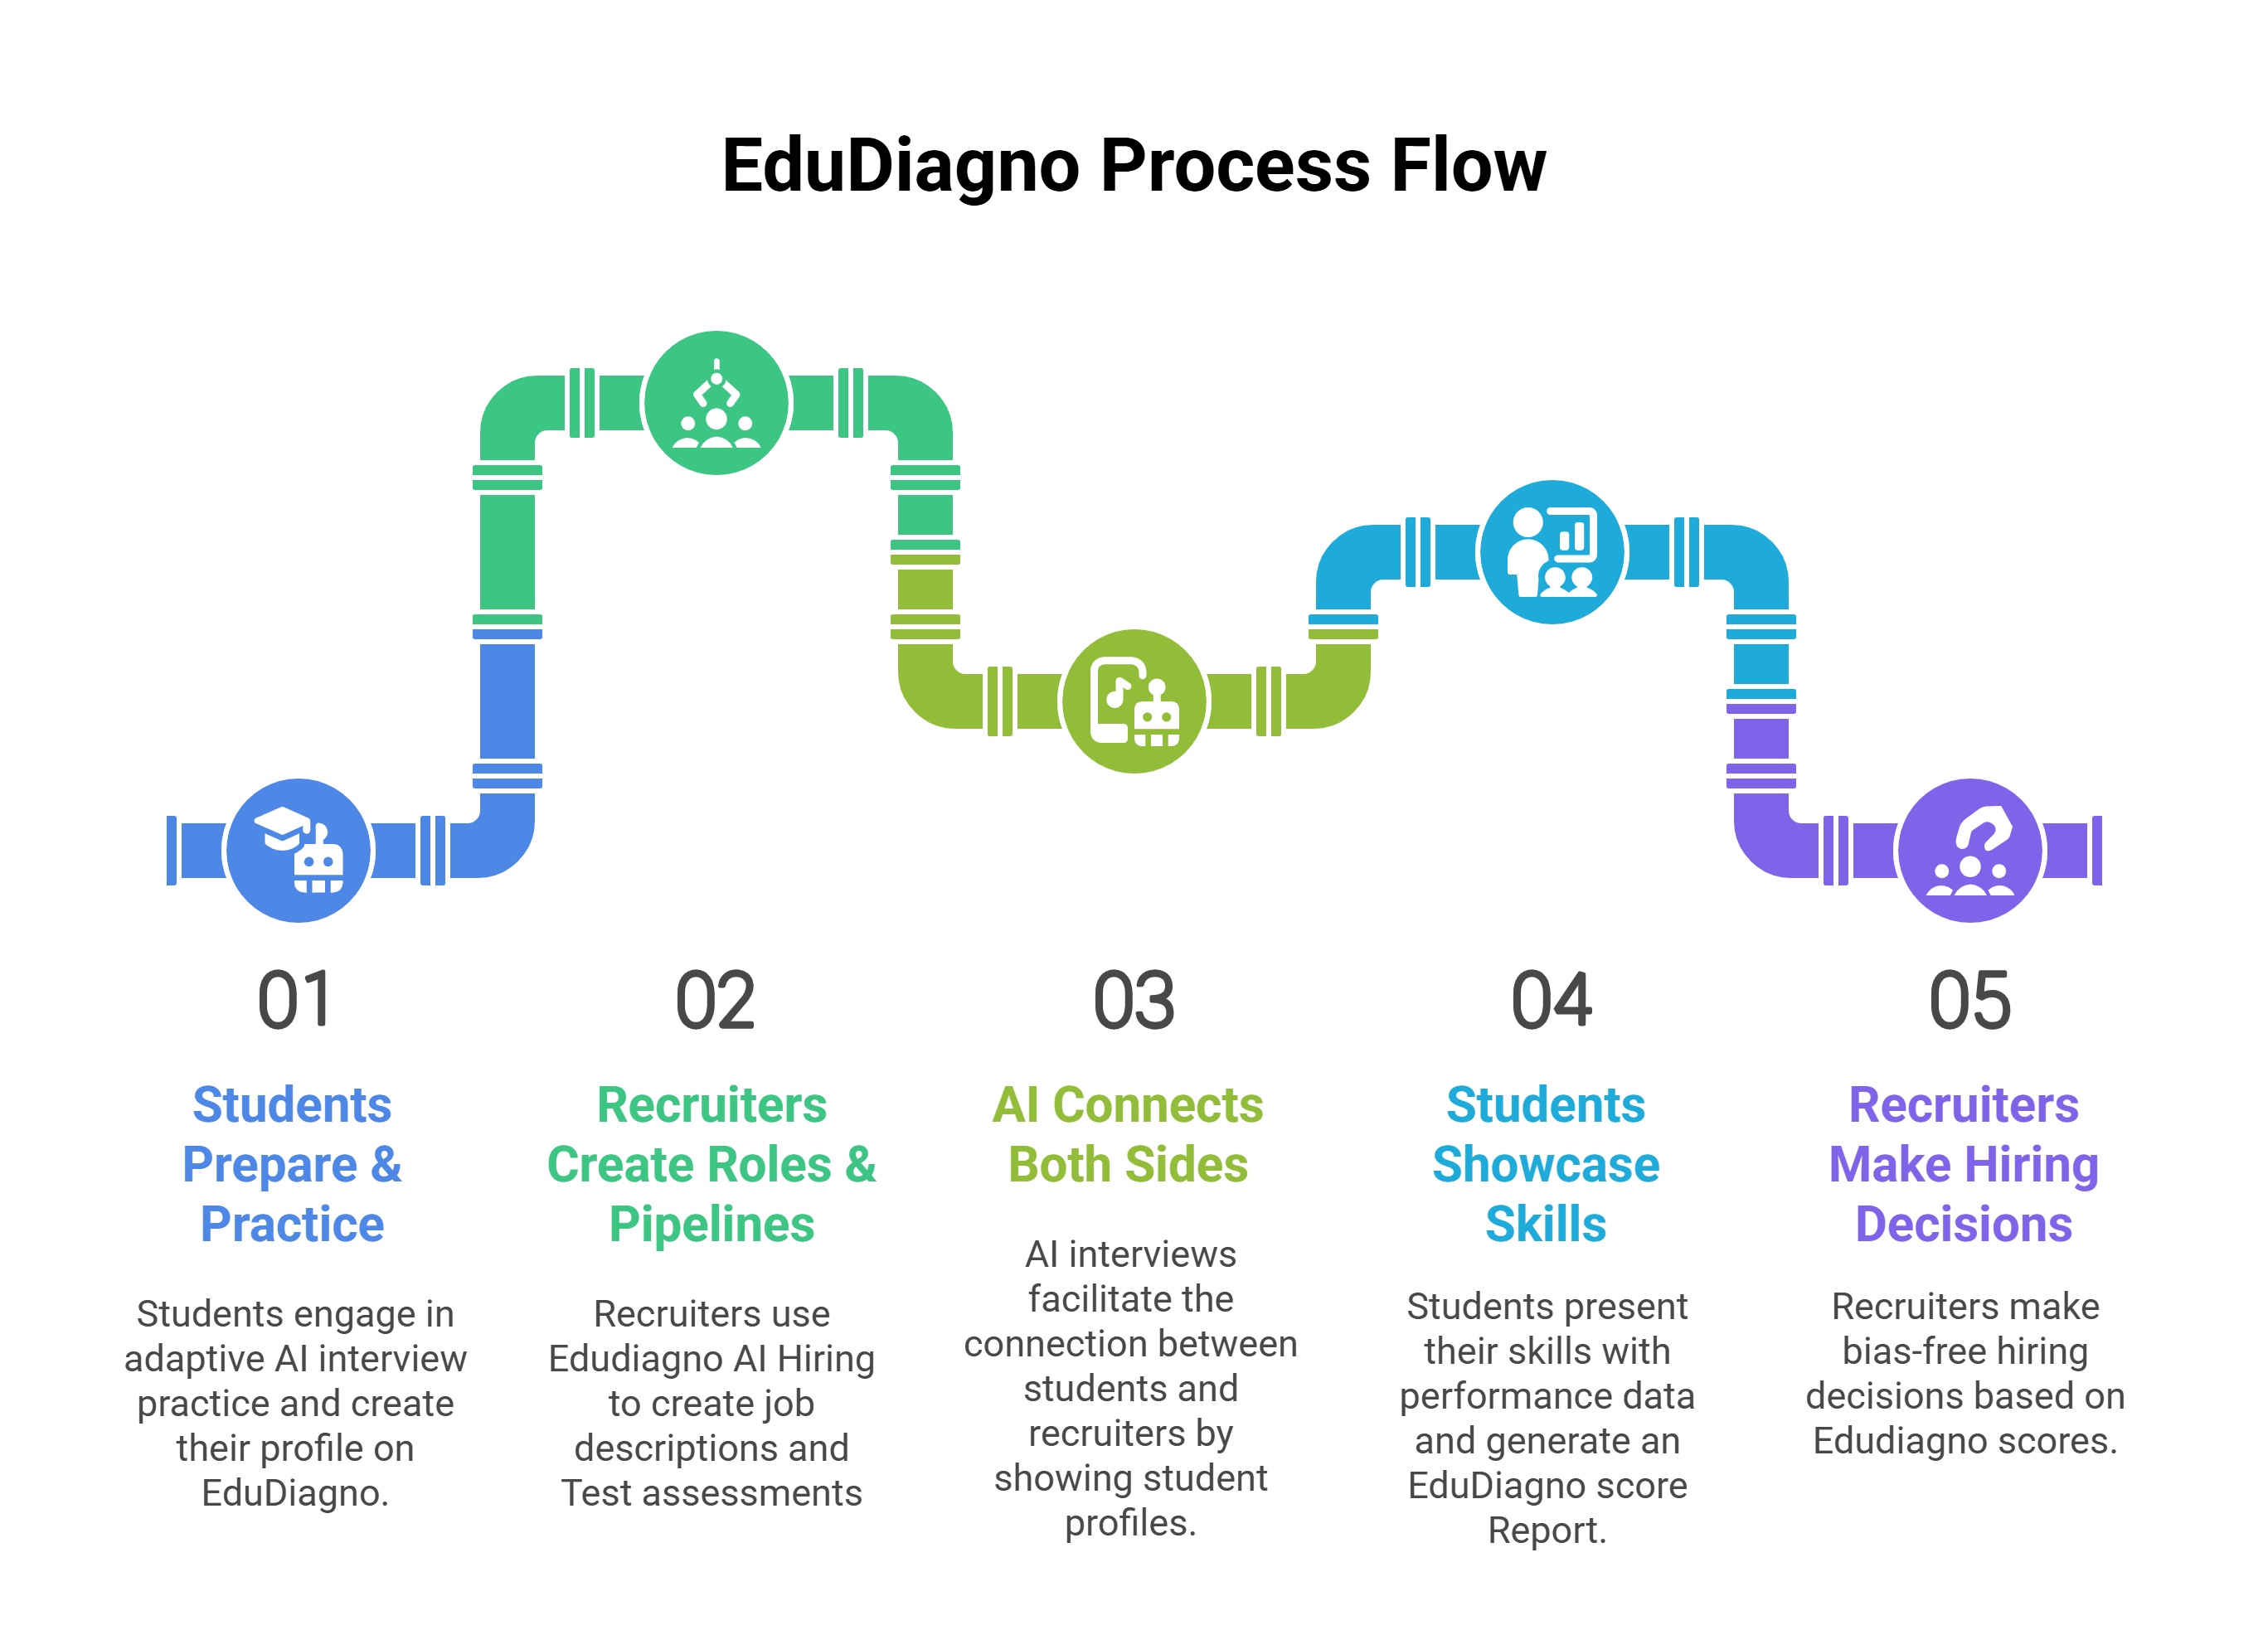 EduDiagno Process Flow
01
Students
Prepare &
Practice
Students engage in
adaptive AI interview
practice and create
their profile on
EduDiagno.
02
Recruiters
Create Roles &
Pipelines
Recruiters use
Edudiagno AI Hiring
to create job
descriptions and
Test assessments
03
AI Connects
Both Sides
AI interviews
facilitate the
connection between
students and
recruiters by
showing student
profiles.
04
Students
Showcase
Skills
Students present
their skills with
performance data
and generate an
EduDiagno score
Report.
05
Recruiters
Make Hiring
Decisions
Recruiters make
bias-free hiring
decisions based on
Edudiagno scores.